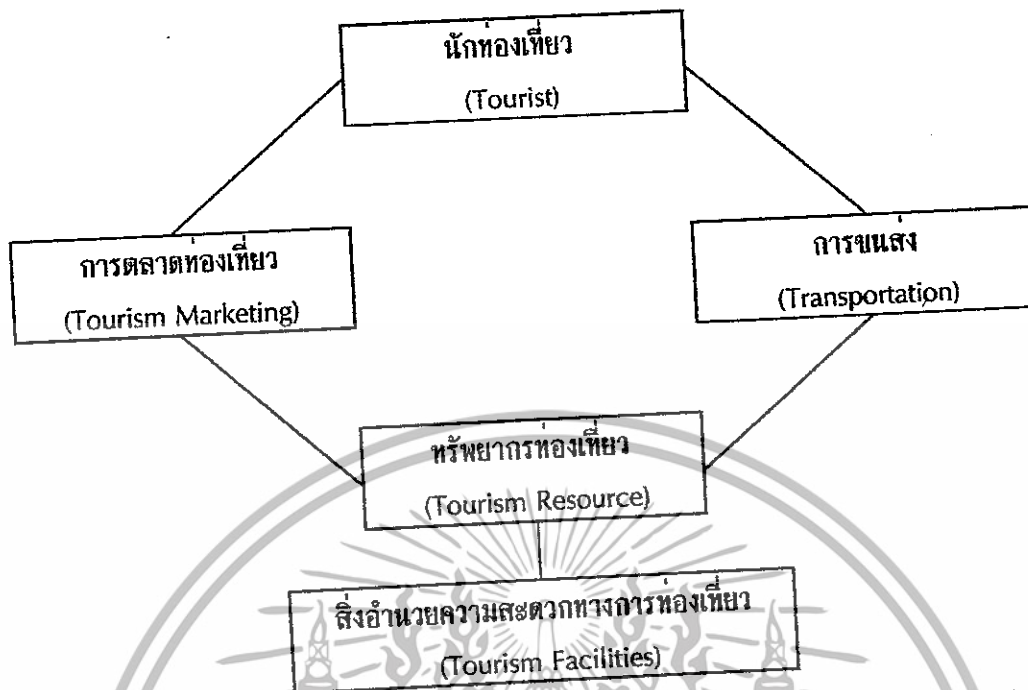 นักท่องเที่ยว
(Tourist)
การตลาดท่องเที่ยว
(Tourism Marketing)
การขนส่ง
(Transportation)
ทรัพยากรท่องเที่ยว
(Tourism Resource)
สิ่งอำนวยความสะดวกทางการท่องเที่ยว
(Tourism Facilities)